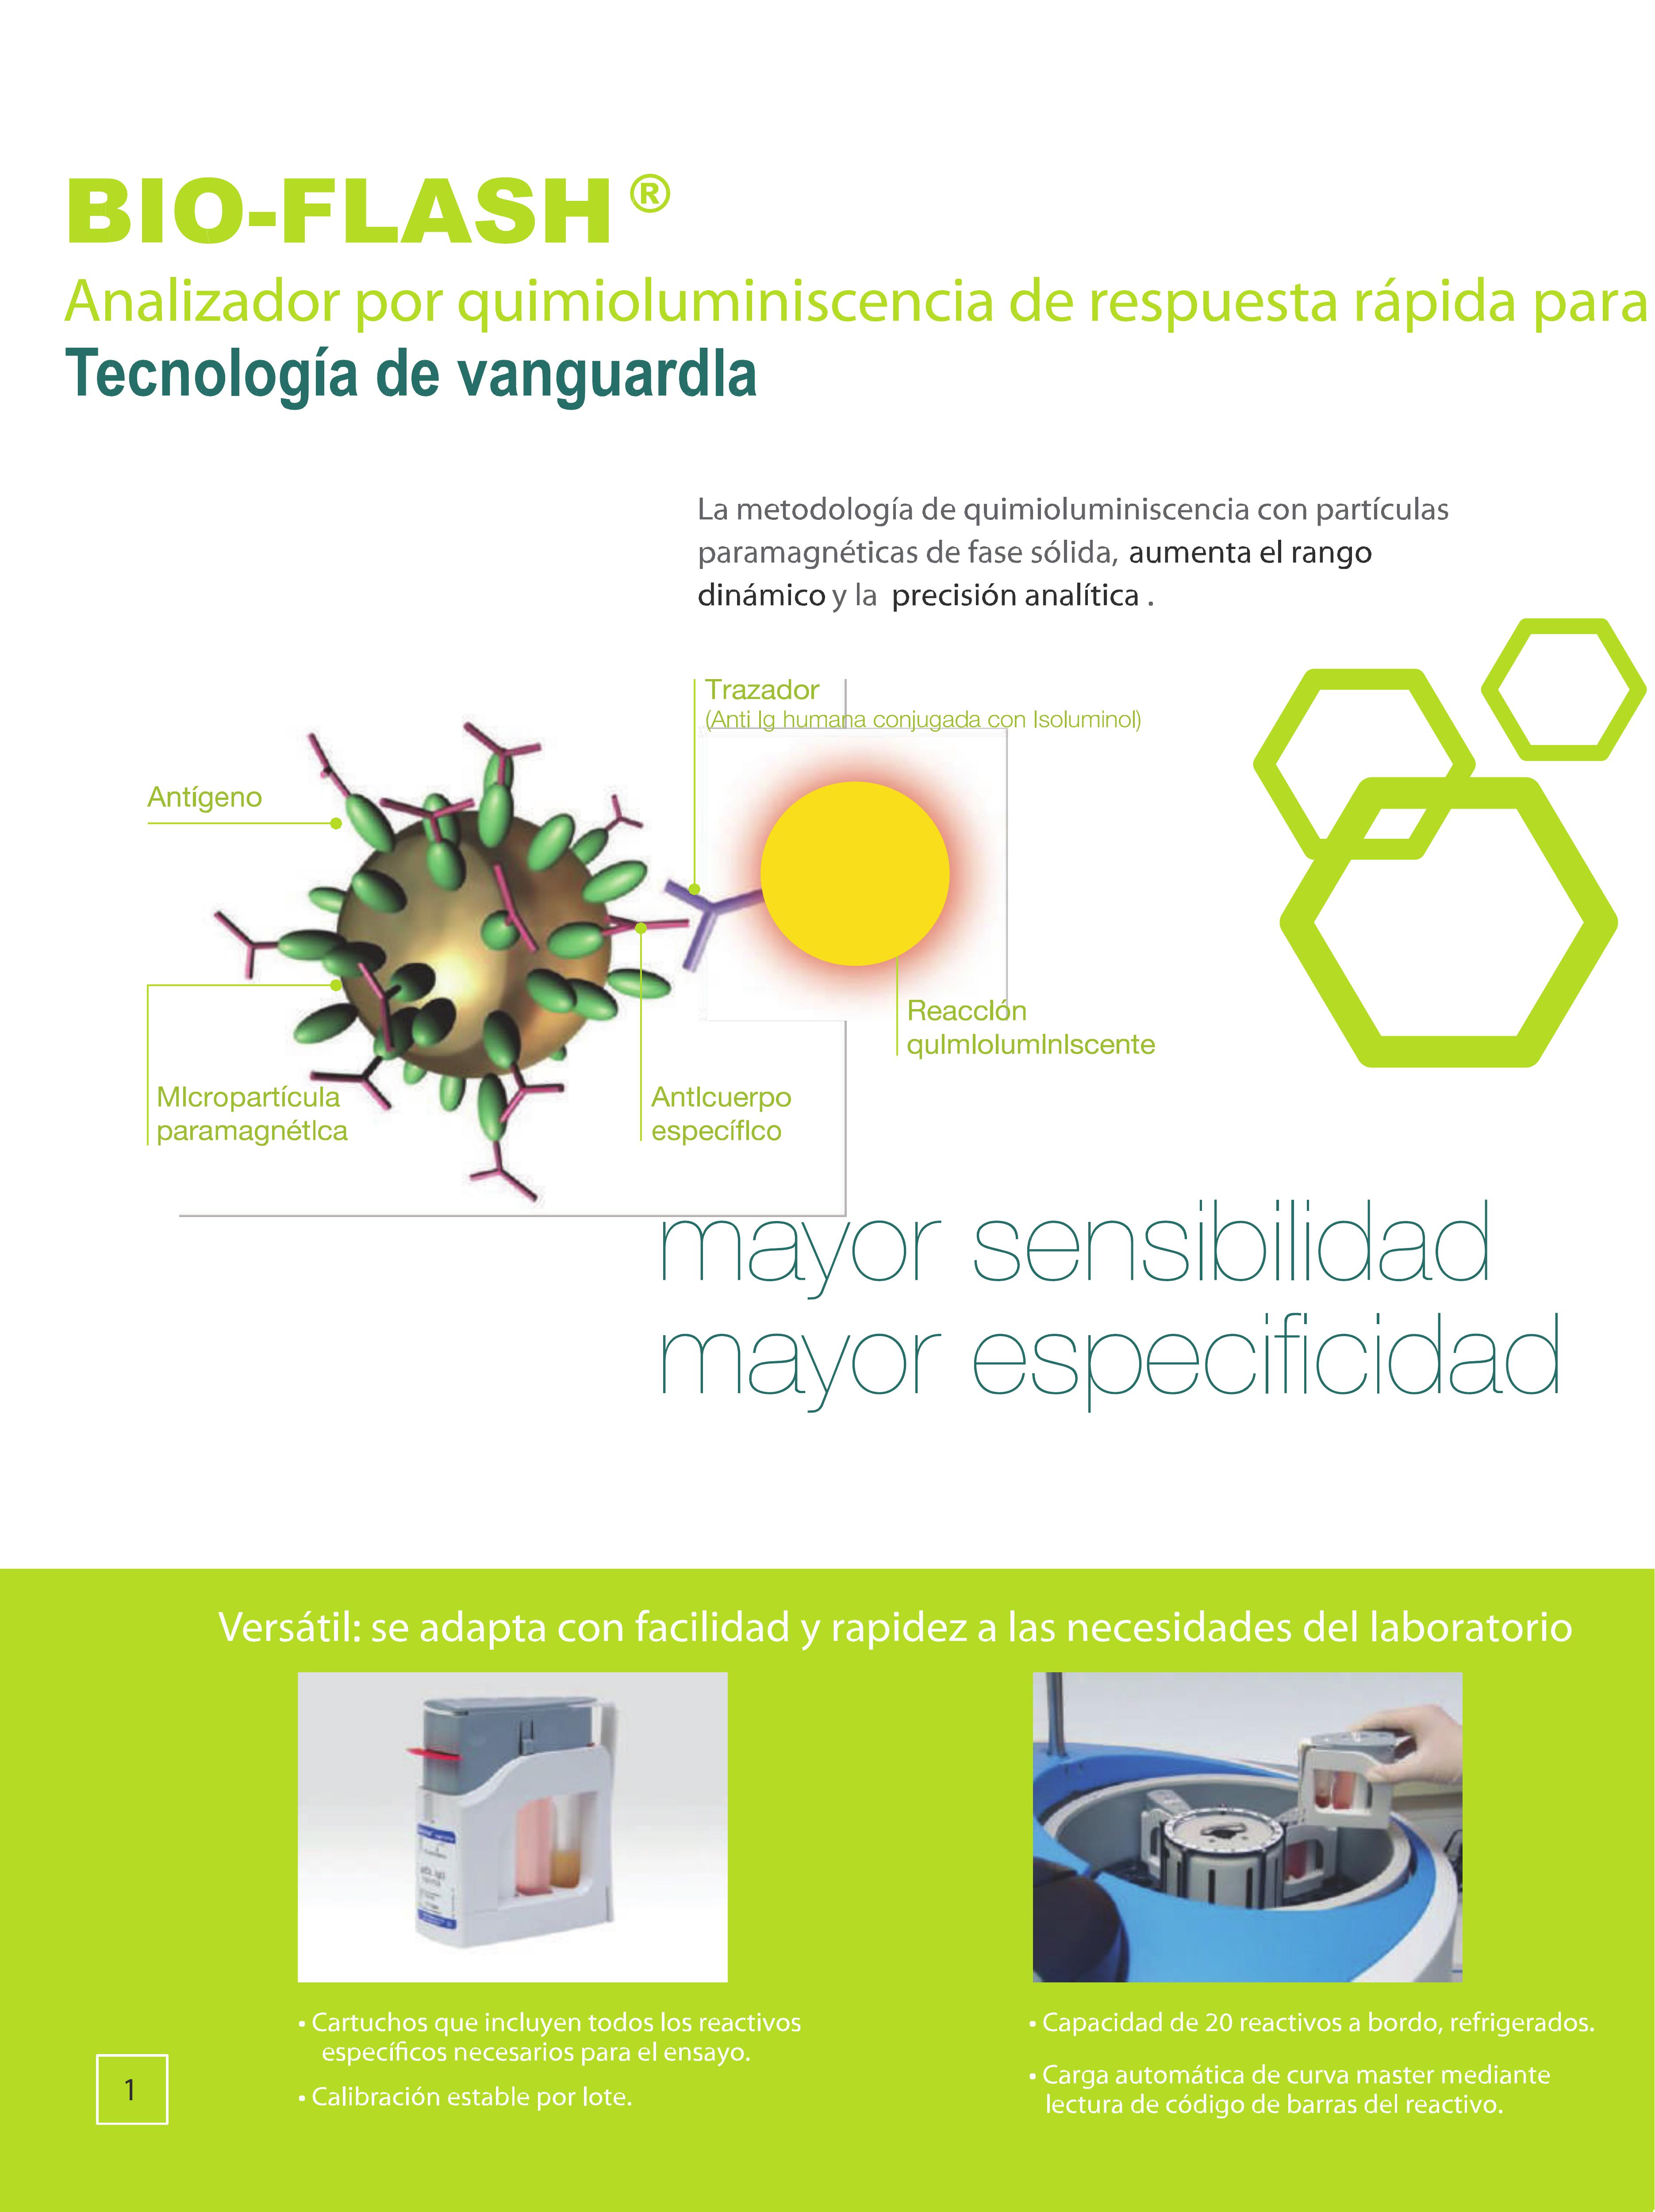 BIO-FLASH®
Analizador por quimioluminiscencia de respuesta rápida para
Tecnología de vanguardla
La metodología de quimioluminiscencia con partículas
paramagnéticas de fase sólida, aumenta el rango
dinámico y la precisión analítica .
Trazador
(Anti Ig humana conjugada con Isoluminol)
Antígeno
Reacclón
qulmlolumlnlscente
Mlcropartícula
paramagnétlca
Antlcuerpo
específlco
mayor sensibilidad
mayor especificidad
Versátil: se adapta con facilidad y rapidez a las necesidades del laboratorio
• Cartuchos que incluyen todos los reactivos
específicos necesarios para el ensayo.
• Calibración estable por lote.
• Capacidad de 20 reactivos a bordo, refrigerados.
• Carga automática de curva master mediante
lectura de código de barras del reactivo.
1